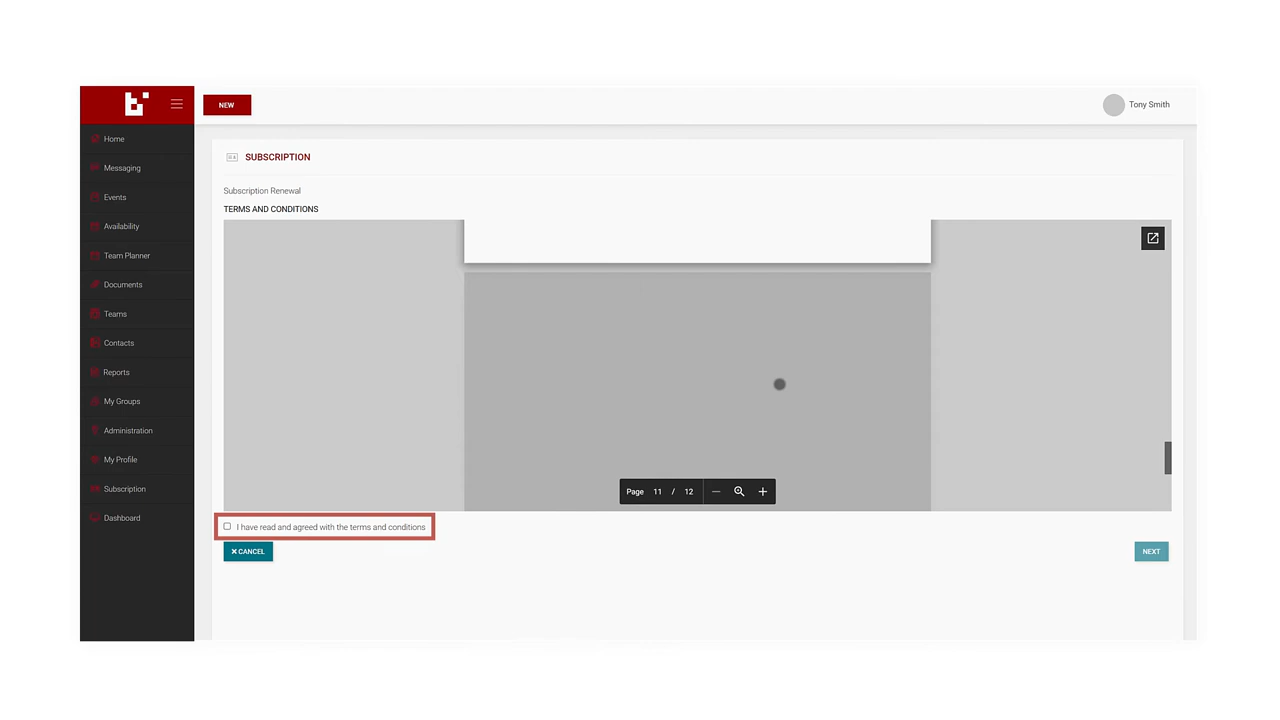 NEW
Tony Smith
Home
Messaging
Events
Availability
Team Planner
Documents
Teams
Contacts
Reports
My Groups
Administration
My Profile
Subscription
Dashboard
SUBSCRIPTION
Subscription Renewal
TERMS AND CONDITIONS
Page 11 / 12
I have read and agreed with the terms and conditions
CANCEL
NEXT